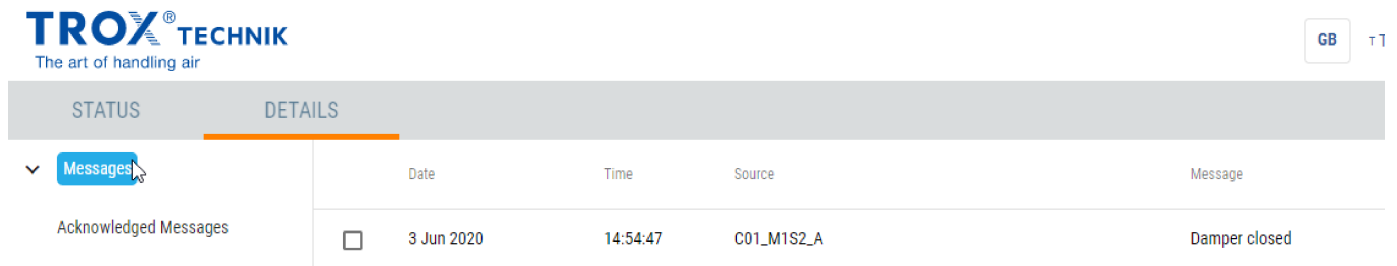 TROX® TECHNIK
The art of handling air
GB T T
STATUS DETAILS
Messages
Date Time Source Message
Acknowledged Messages
3 Jun 2020 14:54:47 C01_M1S2_A Damper closed